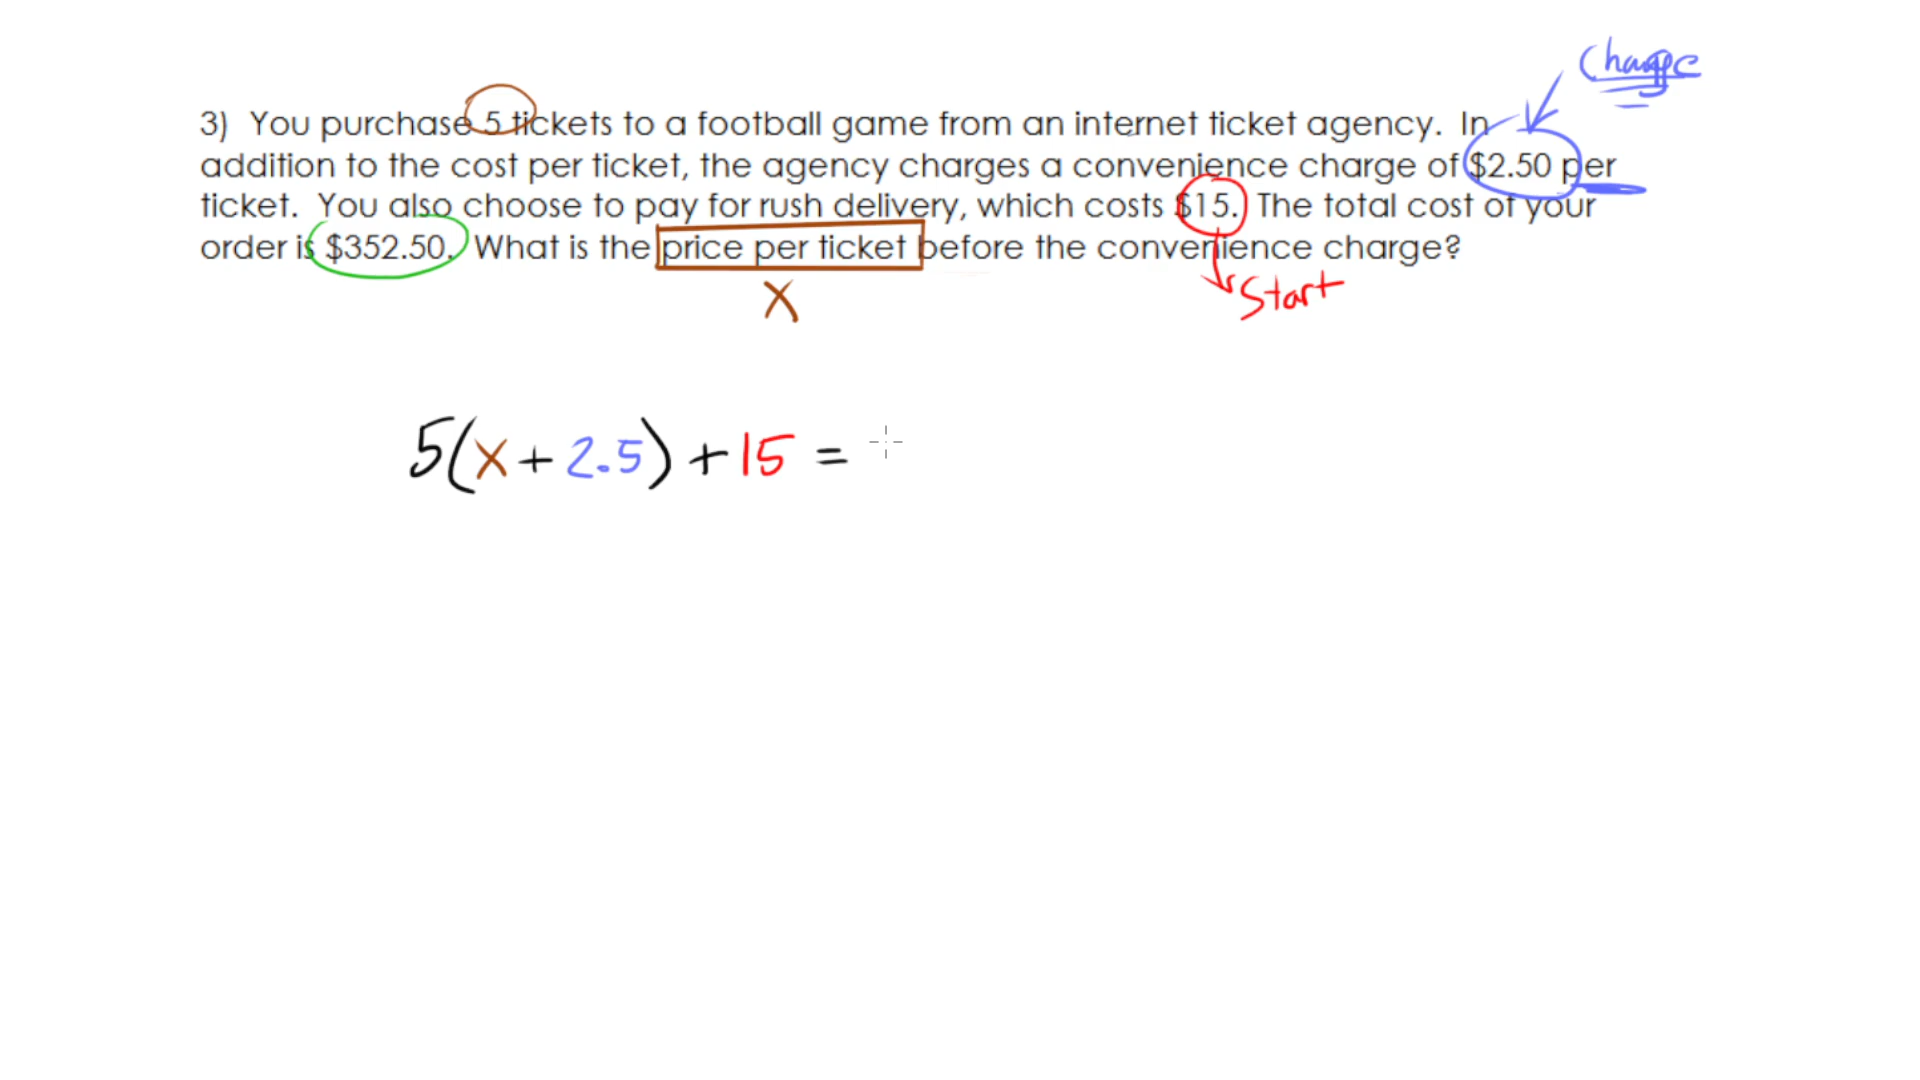 Change
3) You purchase 5 tickets to a football game from an internet ticket agency. In
addition to the cost per ticket, the agency charges a convenience charge of $2.50 per
ticket. You also choose to pay for rush delivery, which costs $15. The total cost of your
order is $352.50. What is the price per ticket before the convenience charge?
x
Start
5(x + 2.5) + 15 =